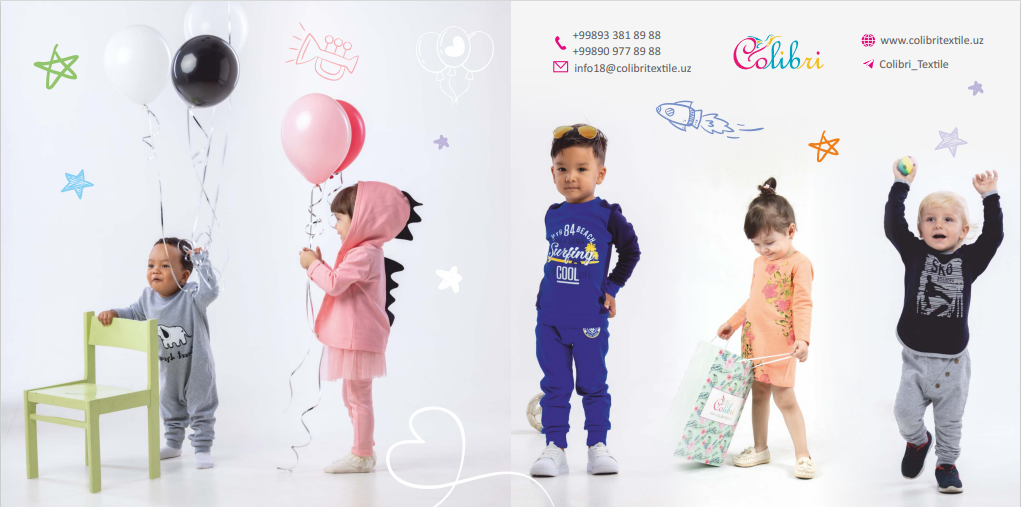 +99893 381 89 88
+99890 977 89 88
info18@colibritextile.uz
Colibri
www.colibritextile.uz
Colibri_Textile
84 BEACH
Surfing
COOL
SKO
Colibri